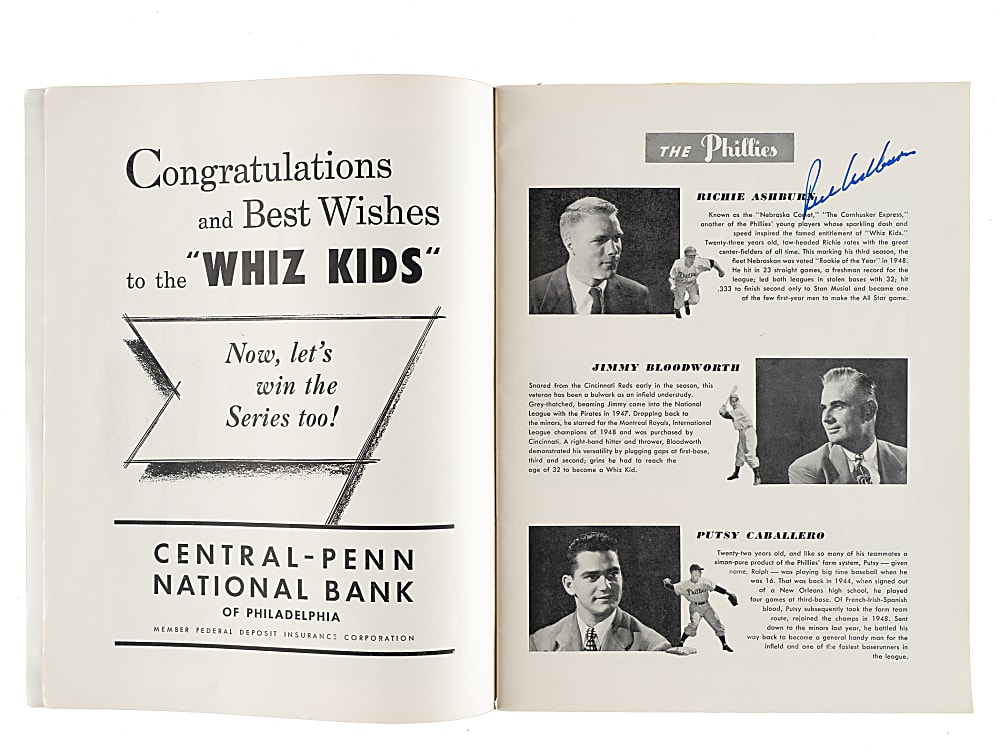 Congratulations
and Best Wishes
to the "WHIZ KIDS"
Now, let's
win the
Series too!
CENTRAL-PENN
NATIONAL BANK
OF PHILADELPHIA
MEMBER FEDERAL DEPOSIT INSURANCE CORPORATION
THE Phillies
RICHIE ASHBURN
Known as the "Nebraska Comet," "The Cornhusker Express,"
another of the Phillies' young players whose sparkling dash and
speed inspired the famed entitlement of "Whiz Kids."
Twenty-three years old, tow-headed Richie rates with the great
center-fielders of all time. This marking his third season, the
fleet Nebraskan was voted "Rookie of the Year" in 1948.
He hit in 23 straight games, a freshman record for the
league; led both leagues in stolen bases with 32; hit
.333 to finish second only to Stan Musial and became one
of the few first-year men to make the All Star game.
JIMMY BLOODWORTH
Snared from the Cincinnati Reds early in the season, this
veteran has been a bulwark as an infield understudy.
Grey-thatched, beaming Jimmy came into the National
League with the Pirates in 1947. Dropping back to
the minors, he starred for the Montreal Royals, International
League champions of 1948 and was purchased by
Cincinnati. A right-hand hitter and thrower, Bloodworth
demonstrated his versatility by plugging gaps at first-base,
third and second; grins he had to reach the
age of 32 to become a Whiz Kid.
PUTSY CABALLERO
Twenty-two years old, and like so many of his teammates a
simon-pure product of the Phillies' farm system, Putsy — given
name, Ralph — was playing big time baseball when he
was 16. That was back in 1944, when signed out
of a New Orleans high school, he played
four games at third-base. Of French-Irish-Spanish
blood, Putsy subsequently took the farm team
route, rejoined the champs in 1948. Sent
down to the minors last year, he battled his
way back to become a general handy man for the
infield and one of the fastest baserunners in
the league.